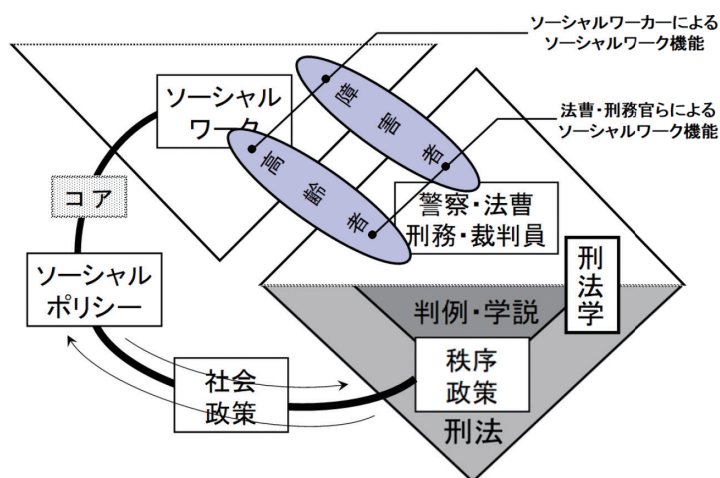 ソーシャルワーカーによる
ソーシャルワーク機能
法曹・刑務官らによる
ソーシャルワーク機能
ソーシャル
ワーク
障害者
高齢者
コア
警察・法曹
刑務・裁判員
ソーシャル
ポリシー
刑法学
判例・学説
社会
政策
秩序
政策
刑法